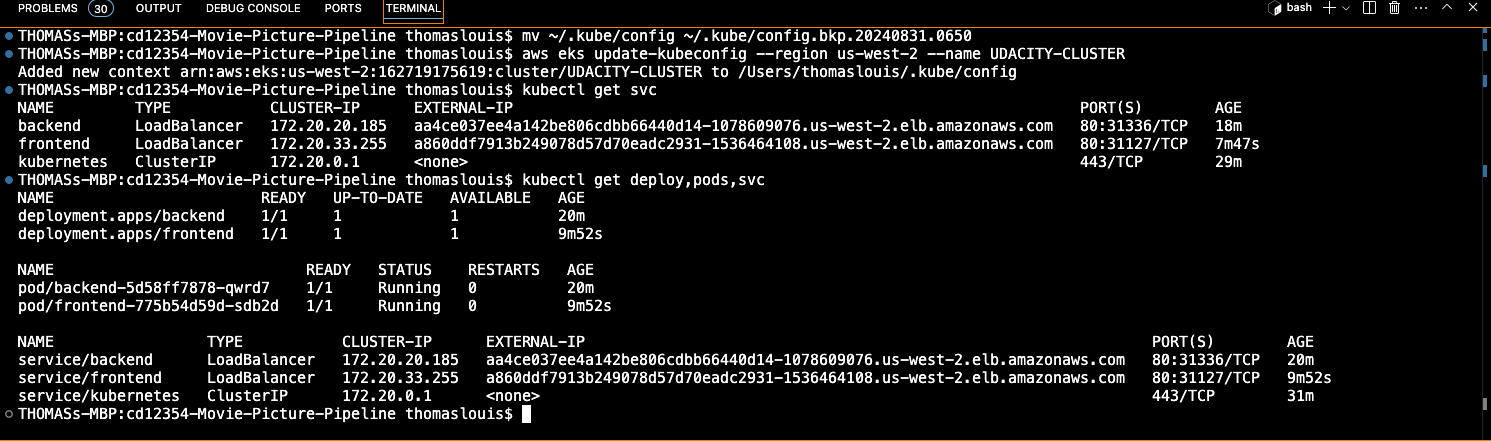 PROBLEMS 30 OUTPUT DEBUG CONSOLE PORTS TERMINAL bash
THOMASs-MBP:cd12354-Movie-Picture-Pipeline thomaslouis$ mv ~/.kube/config ~/.kube/config.bkp.20240831.0650
THOMASs-MBP:cd12354-Movie-Picture-Pipeline thomaslouis$ aws eks update-kubeconfig --region us-west-2 --name UDACITY-CLUSTER
Added new context arn:aws:eks:us-west-2:162719175619:cluster/UDACITY-CLUSTER to /Users/thomaslouis/.kube/config
THOMASs-MBP:cd12354-Movie-Picture-Pipeline thomaslouis$ kubectl get svc
NAME TYPE CLUSTER-IP EXTERNAL-IP PORT(S) AGE
backend LoadBalancer 172.20.20.185 aa4ce037ee4a142be806cdbb66440d14-1078609076.us-west-2.elb.amazonaws.com 80:31336/TCP 18m
frontend LoadBalancer 172.20.33.255 a860ddf7913b249078d57d70eadc2931-1536464108.us-west-2.elb.amazonaws.com 80:31127/TCP 7m47s
kubernetes ClusterIP 172.20.0.1 <none> 443/TCP 29m
THOMASs-MBP:cd12354-Movie-Picture-Pipeline thomaslouis$ kubectl get deploy,pods,svc
NAME READY UP-TO-DATE AVAILABLE AGE
deployment.apps/backend 1/1 1 1 20m
deployment.apps/frontend 1/1 1 1 9m52s
NAME READY STATUS RESTARTS AGE
pod/backend-5d58ff7878-qwrd7 1/1 Running 0 20m
pod/frontend-775b54d59d-sdb2d 1/1 Running 0 9m52s
NAME TYPE CLUSTER-IP EXTERNAL-IP PORT(S) AGE
service/backend LoadBalancer 172.20.20.185 aa4ce037ee4a142be806cdbb66440d14-1078609076.us-west-2.elb.amazonaws.com 80:31336/TCP 20m
service/frontend LoadBalancer 172.20.33.255 a860ddf7913b249078d57d70eadc2931-1536464108.us-west-2.elb.amazonaws.com 80:31127/TCP 9m52s
service/kubernetes ClusterIP 172.20.0.1 <none> 443/TCP 31m
THOMASs-MBP:cd12354-Movie-Picture-Pipeline thomaslouis$